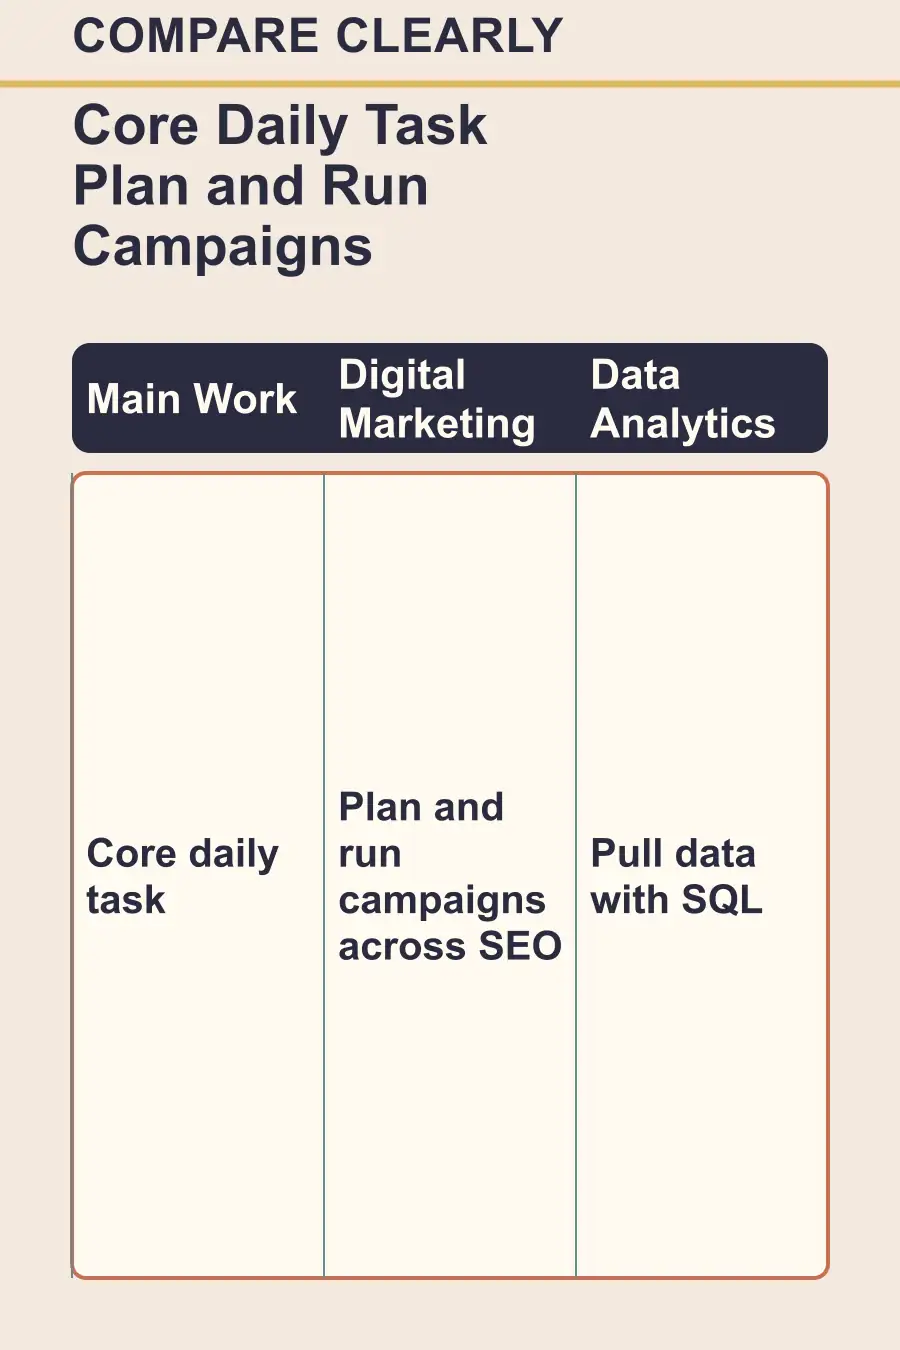 COMPARE CLEARLY
Core Daily Task
Plan and Run
Campaigns
Main Work
Digital
Marketing
Data
Analytics
Core daily
task
Plan and
run
campaigns
across SEO
Pull data
with SQL